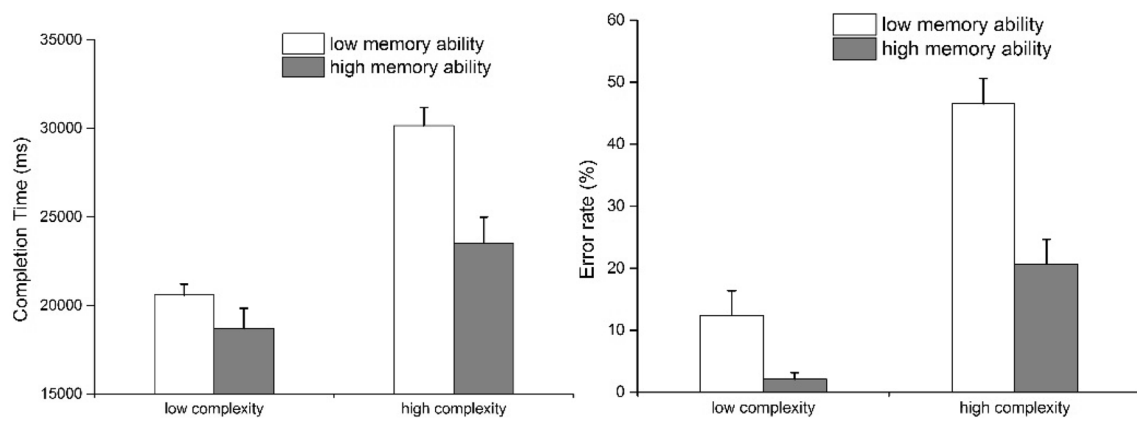 35000
30000
25000
20000
15000
Completion Time (ms)
low memory ability
high memory ability
low complexity
high complexity
60
50
40
30
20
10
0
Error rate (%)
low memory ability
high memory ability
low complexity
high complexity